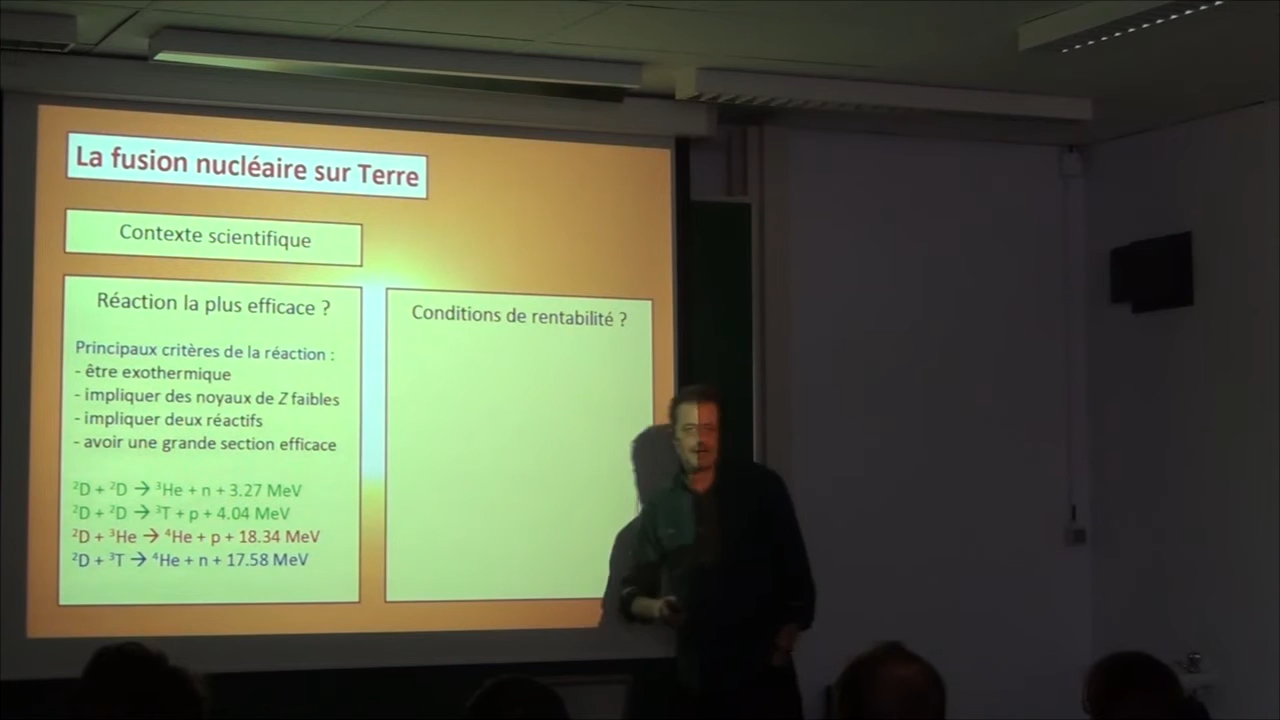 La fusion nucléaire sur Terre
Contexte scientifique
Réaction la plus efficace ?
Principaux critères de la réaction :
- être exothermique
- impliquer des noyaux de Z faibles
- impliquer deux réactifs
- avoir une grande section efficace
²D + ²D → ³He + n + 3.27 MeV
²D + ²D → ³T + p + 4.04 MeV
²D + ³He → ⁴He + p + 18.34 MeV
²D + ³T → ⁴He + n + 17.58 MeV
Conditions de rentabilité ?